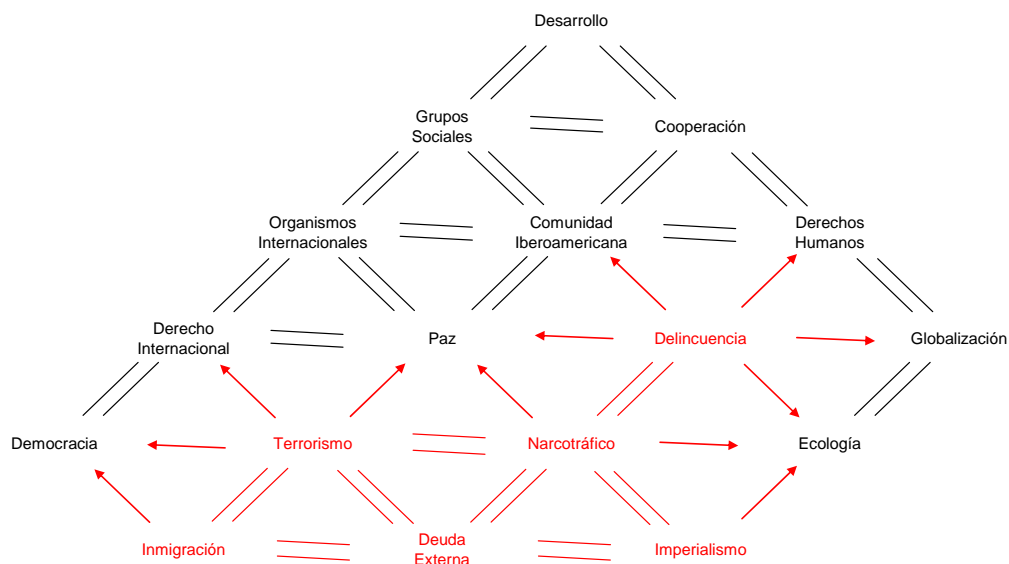 Desarrollo
Grupos
Sociales
Cooperación
Organismos
Internacionales
Comunidad
Iberoamericana
Derechos
Humanos
Derecho
Internacional
Paz
Delincuencia
Globalización
Democracia
Terrorismo
Narcotráfico
Ecología
Inmigración
Deuda
Externa
Imperialismo